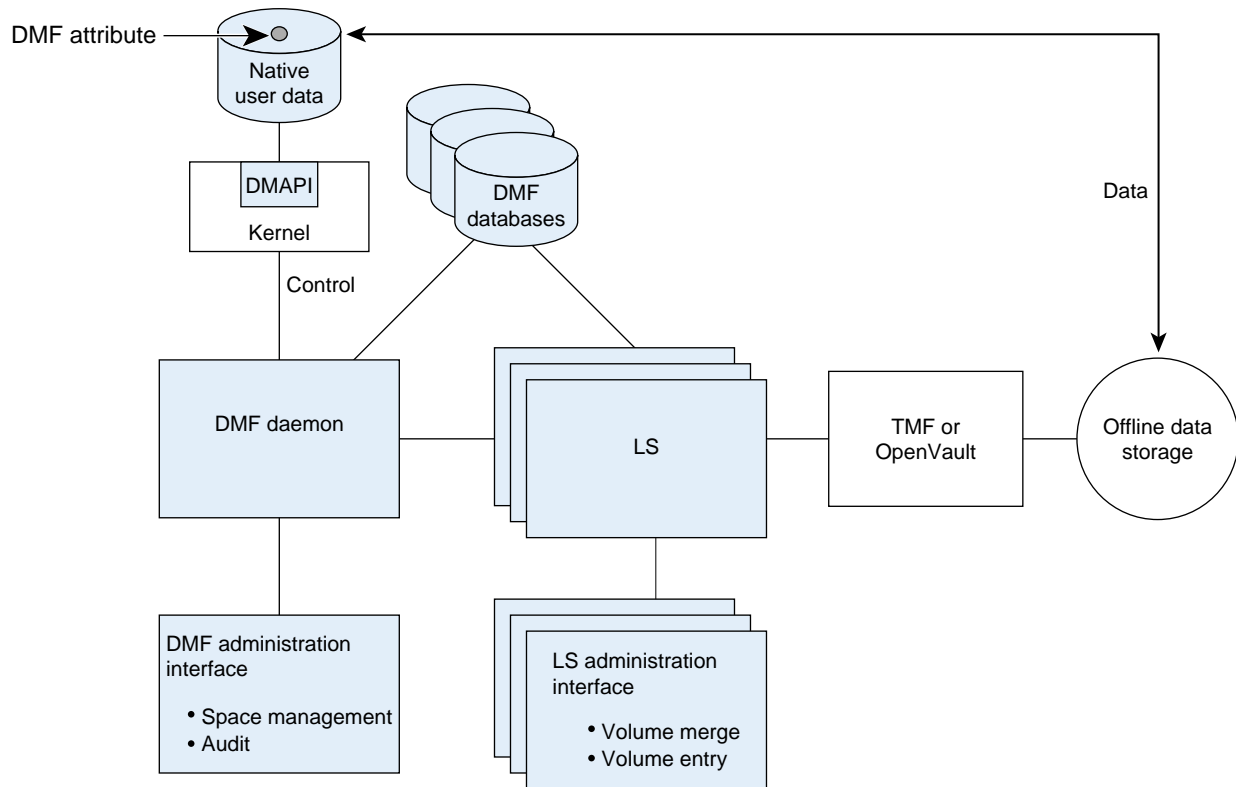 DMF attribute
Native
user data
DMAPI
Kernel
DMF
databases
Data
Control
DMF daemon
LS
TMF or
OpenVault
Offline data
storage
DMF administration
interface
• Space management
• Audit
LS administration
interface
• Volume merge
• Volume entry